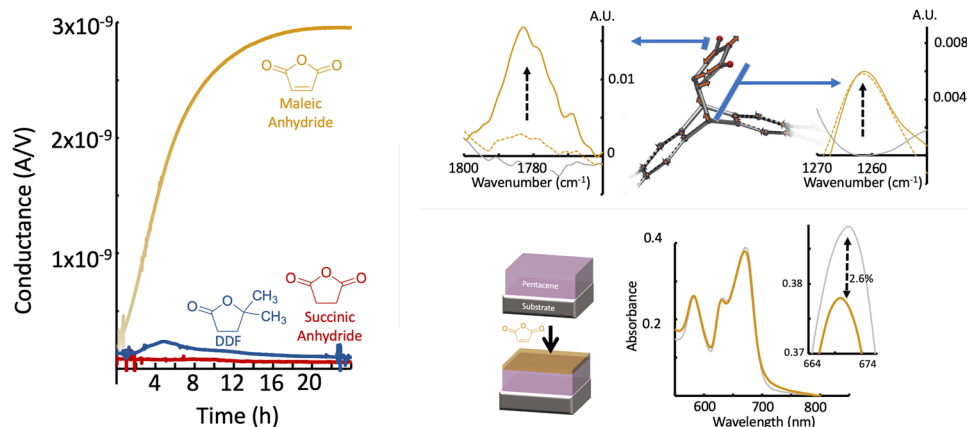 3x10⁻⁹
2x10⁻⁹
1x10⁻⁹
Conductance (A/V)
O
O
O
Maleic
Anhydride
O
O
CH₃
CH₃
DDF
O
O
O
Succinic
Anhydride
4
8
12
16
20
Time (h)
A.U.
0.01
0
1800
1780
Wavenumber (cm⁻¹)
A.U.
0.008
0.004
1270
1260
Wavenumber (cm⁻¹)
Pentacene
Substrate
O
O
O
0.4
0.2
Absorbance
600
700
800
Wavelength (nm)
0.38
0.37
2.6%
664
674